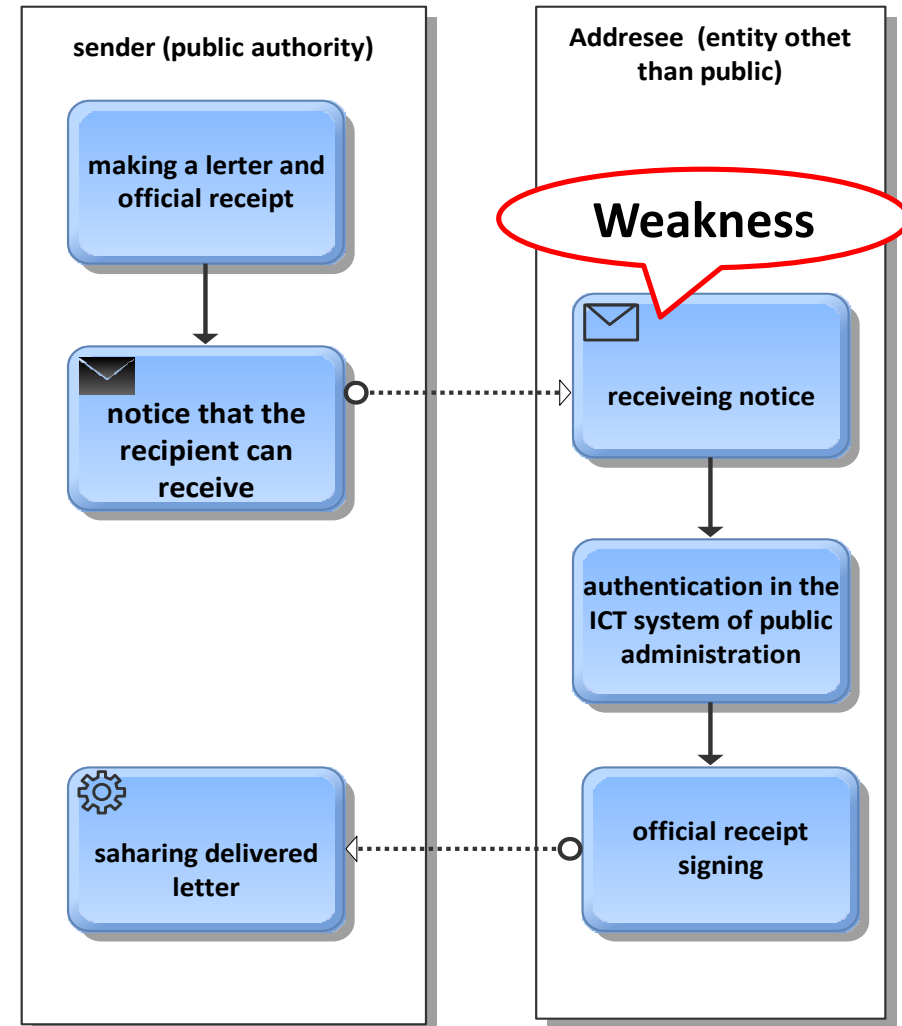 sender (public authority)
making a lerter and
official receipt
notice that the
recipient can
receive
saharing delivered
letter
Addresee (entity othet
than public)
Weakness
receiveing notice
authentication in the
ICT system of public
administration
official receipt
signing